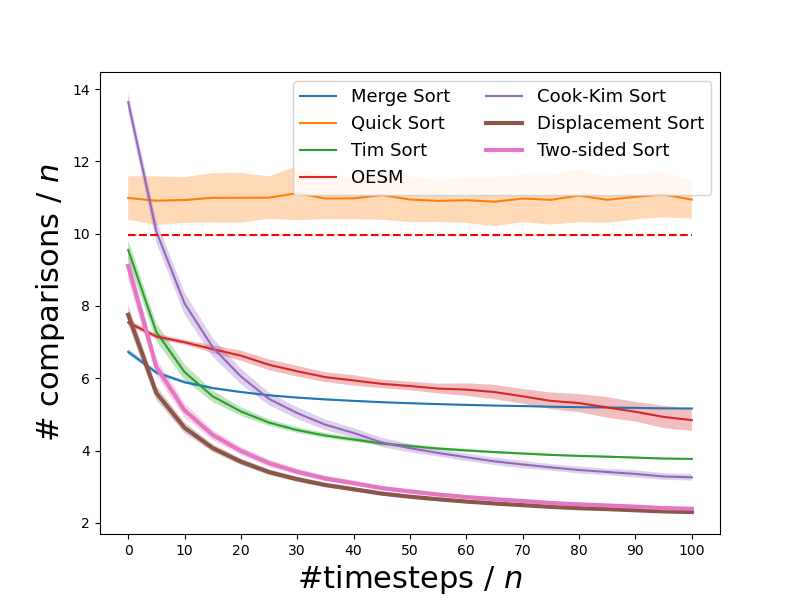 14
12
10
8
6
4
2
# comparisons / n
Merge Sort
Quick Sort
Tim Sort
OESM
Cook-Kim Sort
Displacement Sort
Two-sided Sort
0 10 20 30 40 50 60 70 80 90 100
#timesteps / n